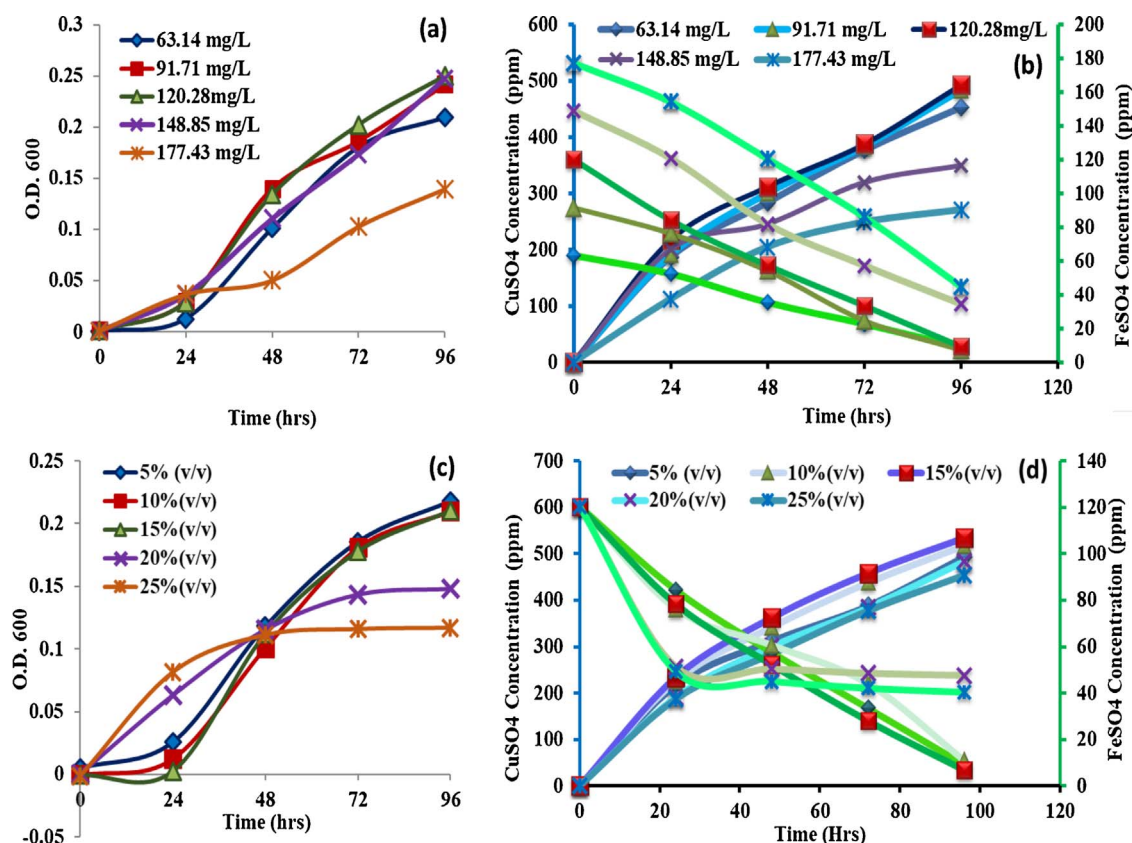 (a)
63.14 mg/L
91.71 mg/L
120.28mg/L
148.85 mg/L
177.43 mg/L
O.D. 600
0.3
0.25
0.2
0.15
0.1
0.05
0
0 24 48 72 96
Time (hrs)
(b)
63.14 mg/L 91.71 mg/L 120.28mg/L
148.85 mg/L 177.43 mg/L
CuSO4 Concentration (ppm)
600
500
400
300
200
100
0
FeSO4 Concentration (ppm)
200
180
160
140
120
100
80
60
40
20
0
0 24 48 72 96 120
Time (hrs)
(c)
5% (v/v)
10%(v/v)
15%(v/v)
20%(v/v)
25%(v/v)
O.D. 600
0.25
0.2
0.15
0.1
0.05
0
-0.05
0 24 48 72 96
Time (hrs)
(d)
5% (v/v) 10%(v/v) 15%(v/v)
20%(v/v) 25%(v/v)
CuSO4 Concentration (ppm)
700
600
500
400
300
200
100
0
FeSO4 Concentration (ppm)
140
120
100
80
60
40
20
0
0 20 40 60 80 100 120
Time (Hrs)